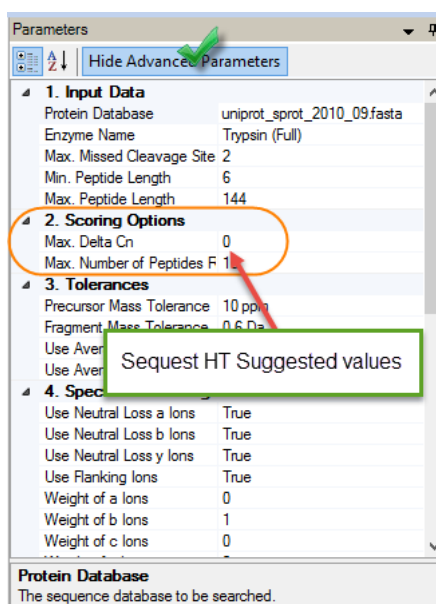 Parameters
Hide Advanced Parameters
1. Input Data
Protein Database uniprot_sprot_2010_09.fasta
Enzyme Name Trypsin (Full)
Max. Missed Cleavage Site 2
Min. Peptide Length 6
Max. Peptide Length 144
2. Scoring Options
Max. Delta Cn 0
Max. Number of Peptides R
3. Tolerances
Precursor Mass Tolerance 10 ppm
Fragment Mass Tolerance 0.6 Da
Use Aver
Use Aver
Sequest HT Suggested values
4. Spec
Use Neutral Loss a Ions True
Use Neutral Loss b Ions True
Use Neutral Loss y Ions True
Use Flanking Ions True
Weight of a Ions 0
Weight of b Ions 1
Weight of c Ions 0
Protein Database
The sequence database to be searched.